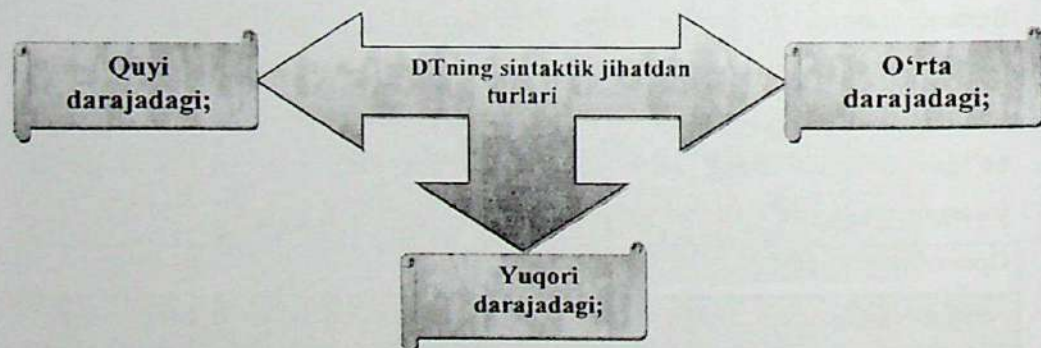 Quyi
darajadagi;
DTning sintaktik jihatdan
turlari
O‘rta
darajadagi;
Yuqori
darajadagi;